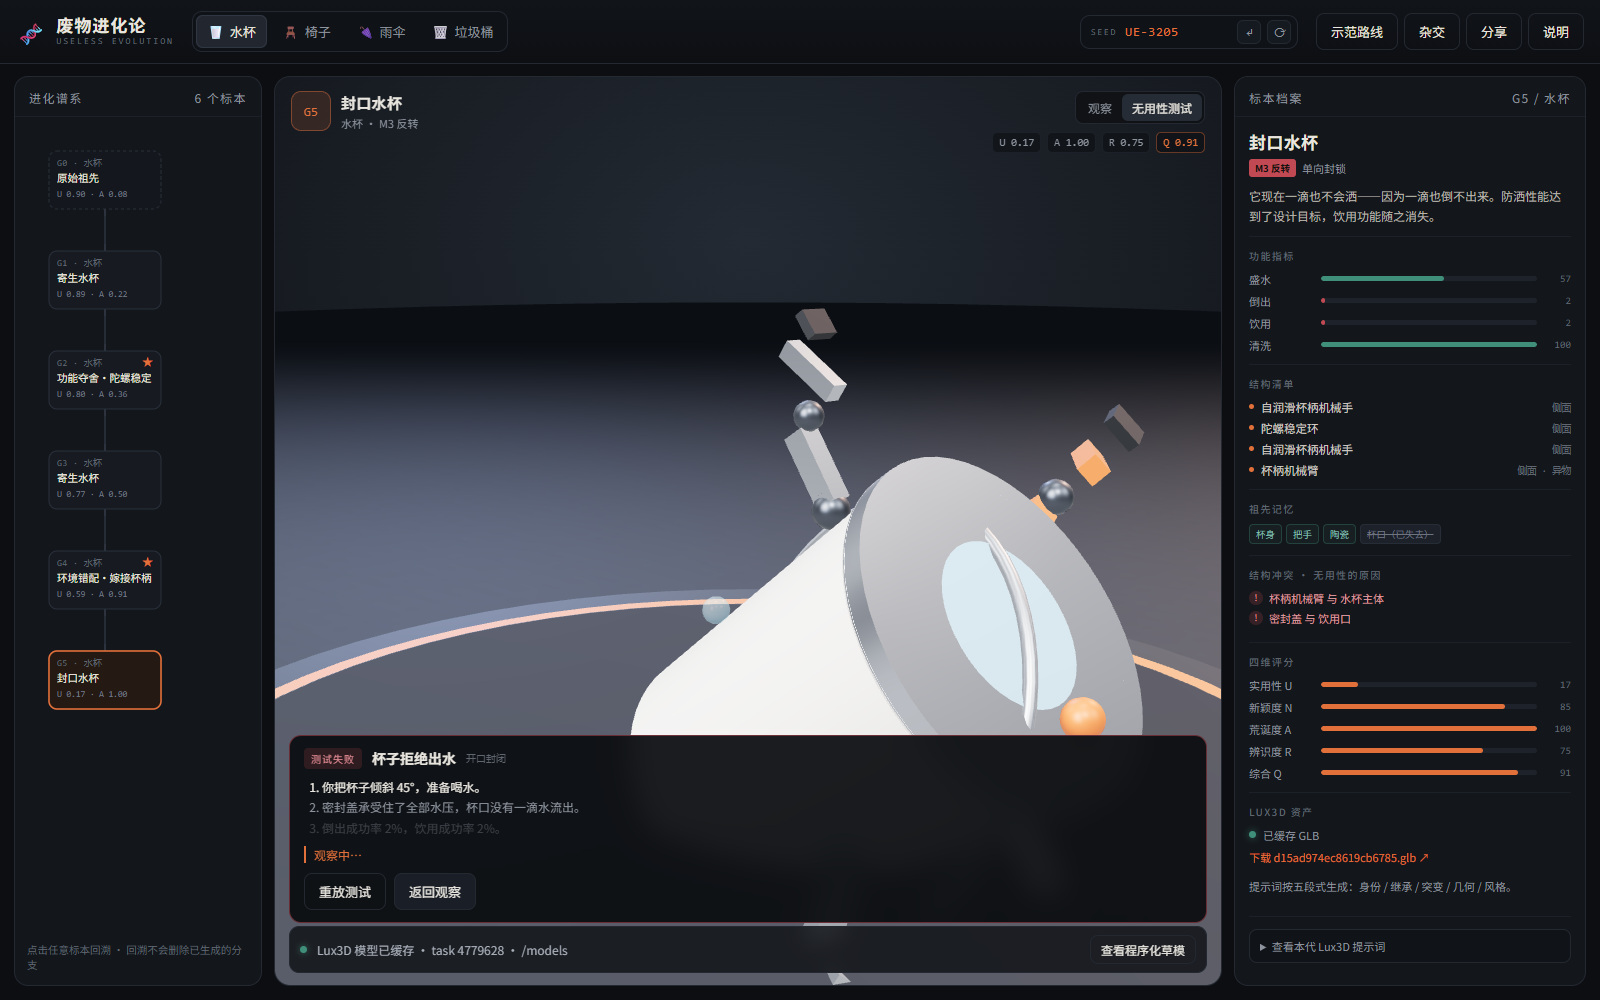 废物进化论
USELESS EVOLUTION
水杯
椅子
雨伞
垃圾桶
SEED UE-3205
示范路线
杂交
分享
说明
进化谱系
6 个标本
G0 · 水杯
原始祖先
U 0.90 · A 0.08
G1 · 水杯
寄生水杯
U 0.89 · A 0.22
G2 · 水杯
功能夺舍·陀螺稳定
U 0.80 · A 0.36
G3 · 水杯
寄生水杯
U 0.77 · A 0.50
G4 · 水杯
环境错配·嫁接杯柄
U 0.59 · A 0.91
G5 · 水杯
封口水杯
U 0.17 · A 1.00
点击任意标本回溯 · 回溯不会删除已生成的分
支
G5
封口水杯
水杯 · M3 反转
观察
无用性测试
U 0.17
A 1.00
R 0.75
Q 0.91
测试失败 杯子拒绝出水 开口封闭
1. 你把杯子倾斜 45°，准备喝水。
2. 密封盖承受住了全部水压，杯口没有一滴水流出。
3. 倒出成功率 2%，饮用成功率 2%。
观察中…
重放测试
返回观察
Lux3D 模型已缓存 · task 4779628 · /models
查看程序化草模
标本档案
G5 / 水杯
封口水杯
M3 反转 单向封锁
它现在一滴也不会洒——因为一滴也倒不出来。防洒性能达
到了设计目标，饮用功能随之消失。
功能指标
盛水 57
倒出 2
饮用 2
清洗 100
结构清单
自润滑杯柄机械手 侧面
陀螺稳定环 侧面
自润滑杯柄机械手 侧面
杯柄机械臂 侧面 · 异物
祖先记忆
杯身
把手
陶瓷
杯口（已失去）
结构冲突 · 无用性的原因
! 杯柄机械臂 与 水杯主体
! 密封盖 与 饮用口
四维评分
实用性 U 17
新颖度 N 85
荒诞度 A 100
辨识度 R 75
综合 Q 91
LUX3D 资产
已缓存 GLB
下载 d15ad974ec8619cb6785.glb ↗
提示词按五段式生成：身份 / 继承 / 突变 / 几何 / 风格。
▶ 查看本代 Lux3D 提示词